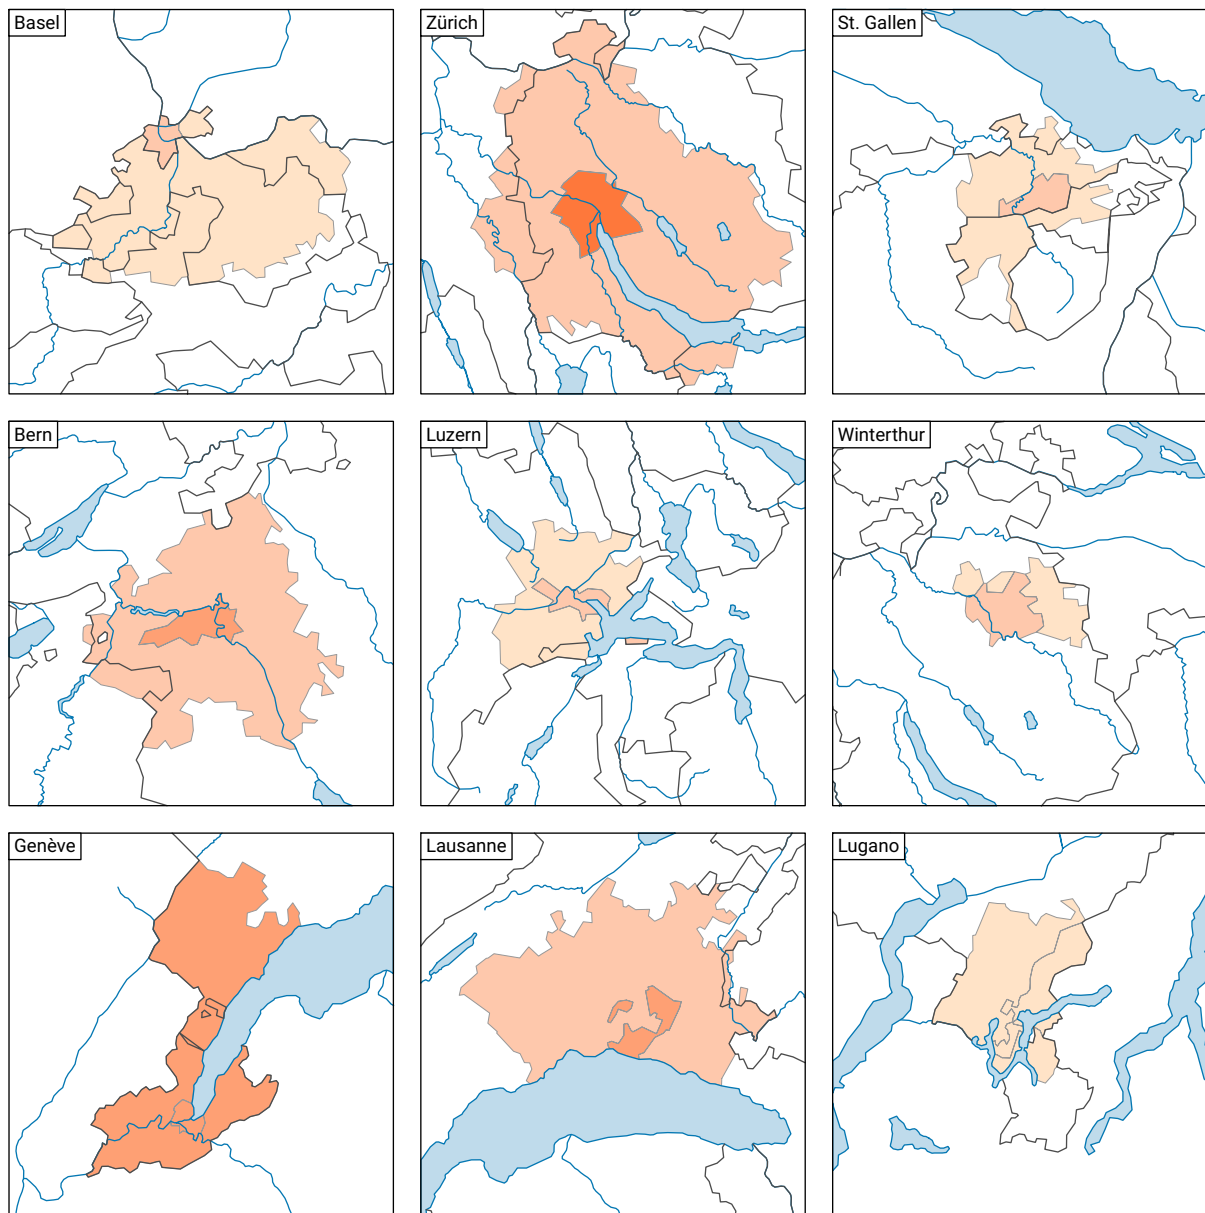 Basel
Zürich
St. Gallen
Bern
Luzern
Winterthur
Genève
Lausanne
Lugano